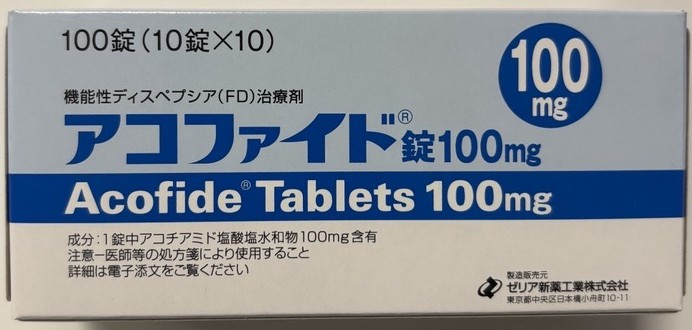 100錠(10錠×10)
100mg
機能性ディスペプシア(FD)治療剤
アコファイド®錠100mg
Acofide® Tablets 100mg
成分:1錠中アコチアミド塩酸塩水和物100mg含有
注意ー医師等の処方箋により使用すること
詳細は電子添文をご覧ください
製造販売元
ゼリア新薬工業株式会社
東京都中央区日本橋小舟町10-11